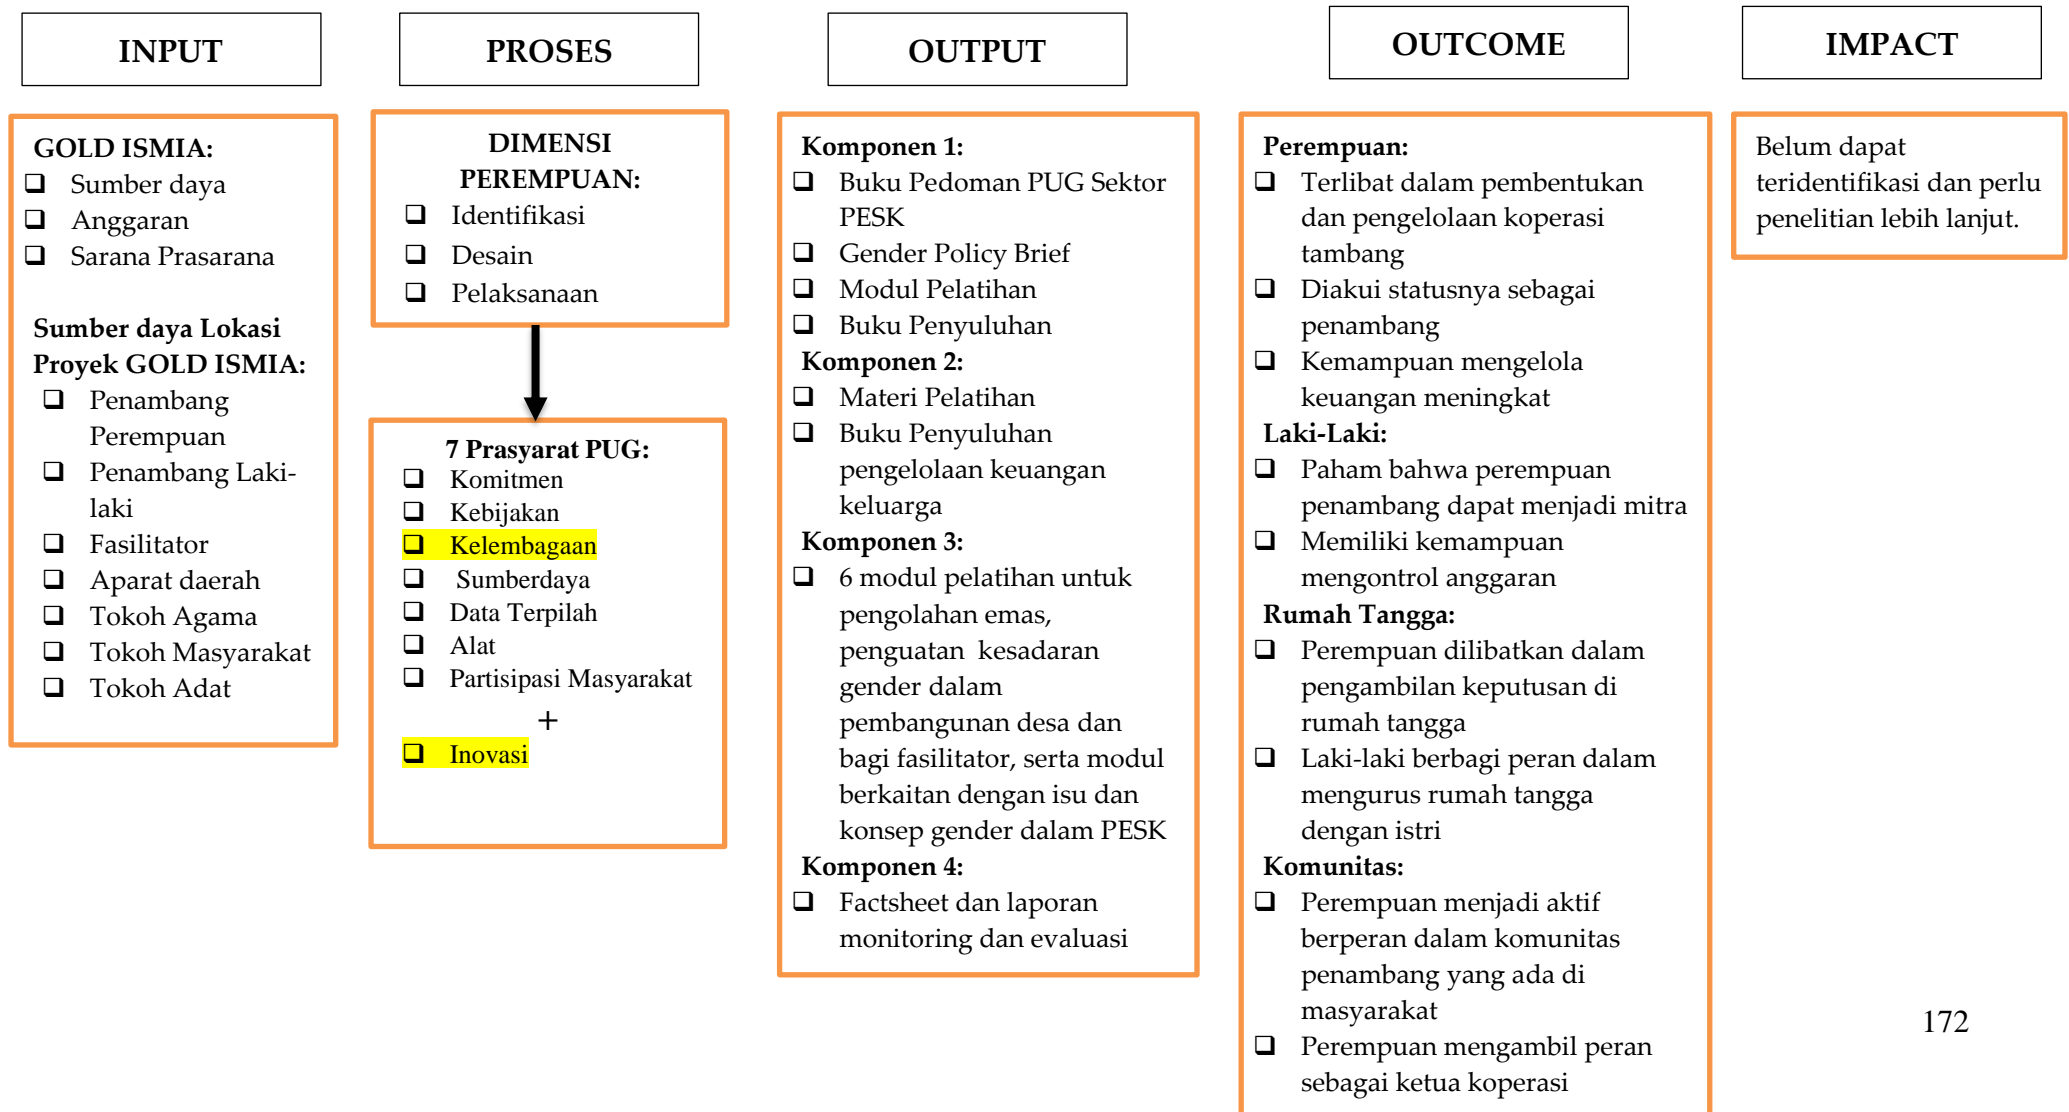 INPUT
PROSES
OUTPUT
OUTCOME
IMPACT
GOLD ISMIA:
❑ Sumber daya
❑ Anggaran
❑ Sarana Prasarana
Sumber daya Lokasi
Proyek GOLD ISMIA:
❑ Penambang
Perempuan
❑ Penambang Laki-
laki
❑ Fasilitator
❑ Aparat daerah
❑ Tokoh Agama
❑ Tokoh Masyarakat
❑ Tokoh Adat
DIMENSI
PEREMPUAN:
❑ Identifikasi
❑ Desain
❑ Pelaksanaan
7 Prasyarat PUG:
❑ Komitmen
❑ Kebijakan
❑ Kelembagaan
❑ Sumberdaya
❑ Data Terpilah
❑ Alat
❑ Partisipasi Masyarakat
+
❑ Inovasi
Komponen 1:
❑ Buku Pedoman PUG Sektor
PESK
❑ Gender Policy Brief
❑ Modul Pelatihan
❑ Buku Penyuluhan
Komponen 2:
❑ Materi Pelatihan
❑ Buku Penyuluhan
pengelolaan keuangan
keluarga
Komponen 3:
❑ 6 modul pelatihan untuk
pengolahan emas,
penguatan kesadaran
gender dalam
pembangunan desa dan
bagi fasilitator, serta modul
berkaitan dengan isu dan
konsep gender dalam PESK
Komponen 4:
❑ Factsheet dan laporan
monitoring dan evaluasi
Perempuan:
❑ Terlibat dalam pembentukan
dan pengelolaan koperasi
tambang
❑ Diakui statusnya sebagai
penambang
❑ Kemampuan mengelola
keuangan meningkat
Laki-Laki:
❑ Paham bahwa perempuan
penambang dapat menjadi mitra
❑ Memiliki kemampuan
mengontrol anggaran
Rumah Tangga:
❑ Perempuan dilibatkan dalam
pengambilan keputusan di
rumah tangga
❑ Laki-laki berbagi peran dalam
mengurus rumah tangga
dengan istri
Komunitas:
❑ Perempuan menjadi aktif
berperan dalam komunitas
penambang yang ada di
masyarakat
❑ Perempuan mengambil peran
sebagai ketua koperasi
Belum dapat
teridentifikasi dan perlu
penelitian lebih lanjut.
172